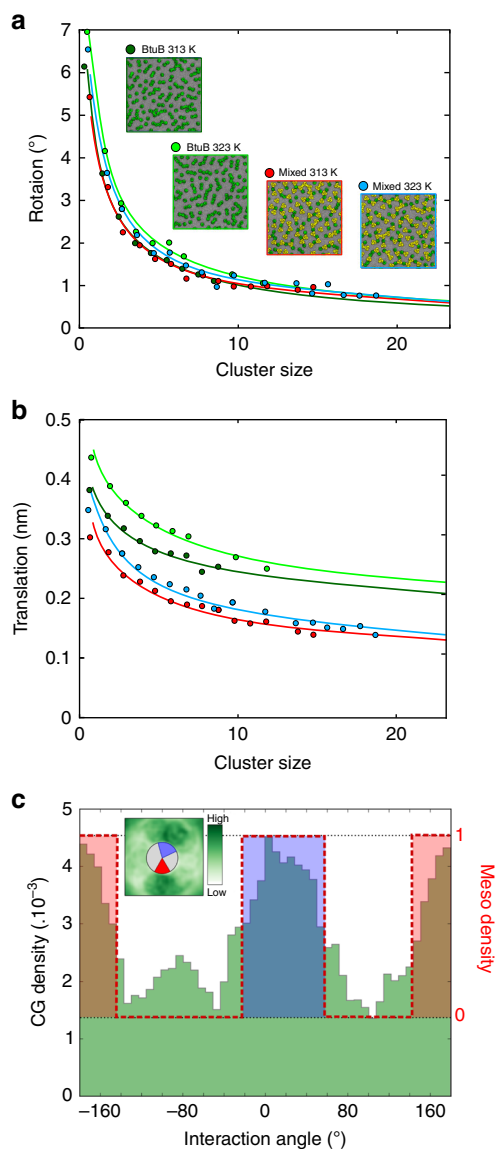 a
7
6
5
4
3
2
1
0
Rotaion (°)
BtuB 313 K
BtuB 323 K
Mixed 313 K
Mixed 323 K
0 10 20
Cluster size
b
0.5
0.4
0.3
0.2
0.1
0
Translation (nm)
0 10 20
Cluster size
c
5
4
3
2
1
0
CG density (.10⁻³)
High
Low
1
0
Meso density
−160 −80 0 80 160
Interaction angle (°)